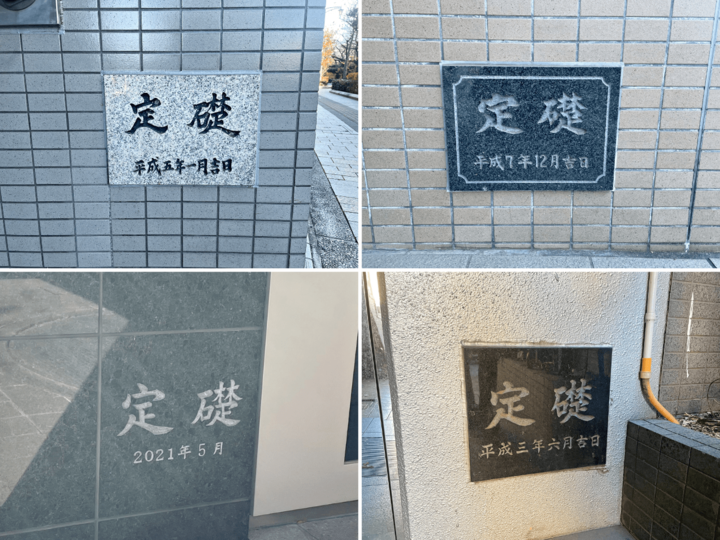 定礎
平成五年一月吉日
定礎
平成7年12月吉日
定礎
2021年5月
定礎
平成三年六月吉日